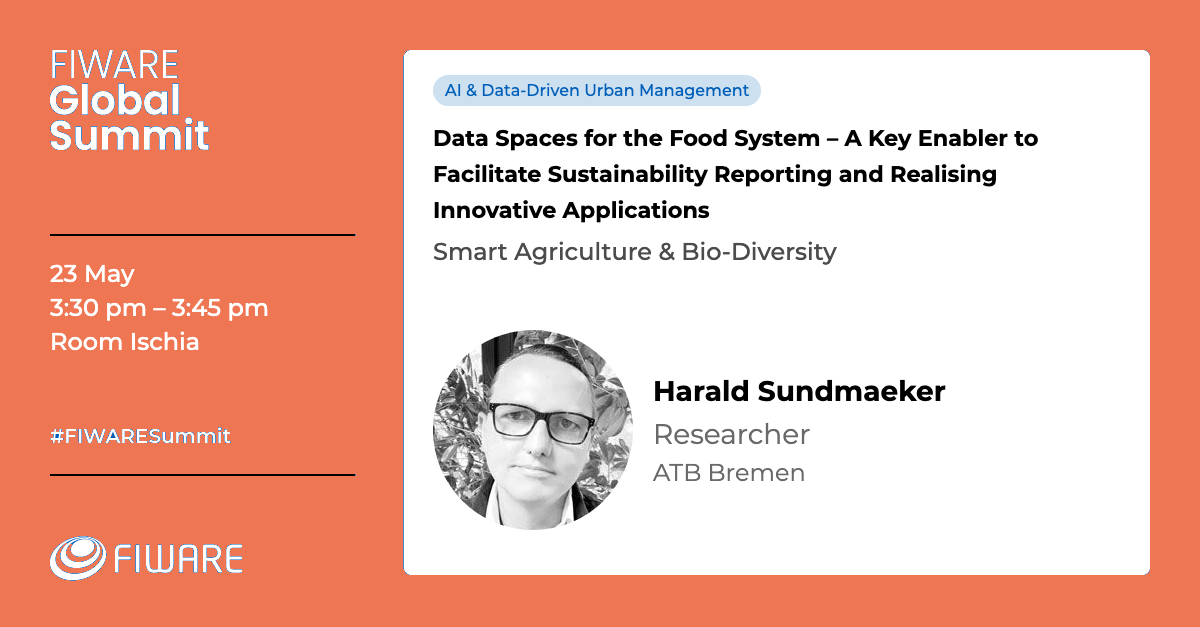 FIWARE
Global
Summit
23 May
3:30 pm – 3:45 pm
Room Ischia
#FIWARESummit
FIWARE
AI & Data-Driven Urban Management
Data Spaces for the Food System – A Key Enabler to
Facilitate Sustainability Reporting and Realising
Innovative Applications
Smart Agriculture & Bio-Diversity
Harald Sundmaeker
Researcher
ATB Bremen